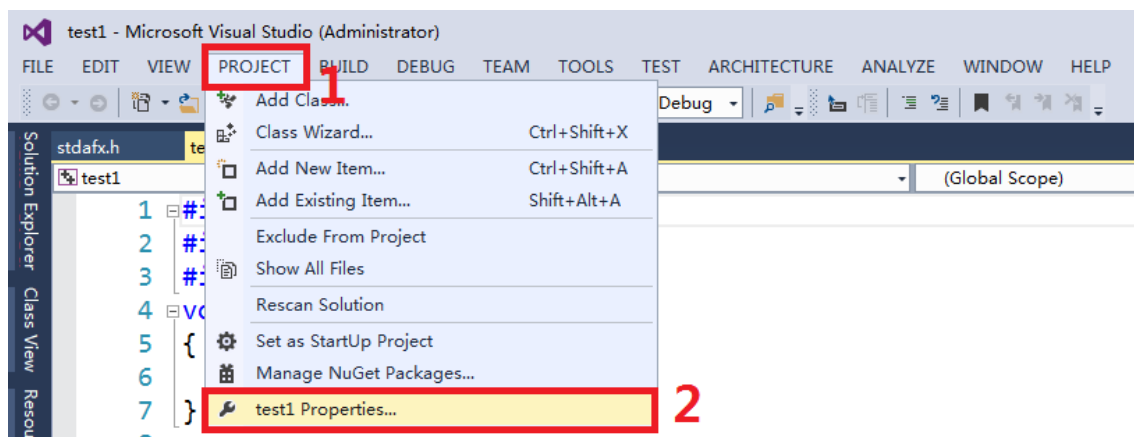 test1 - Microsoft Visual Studio (Administrator)
FILE EDIT VIEW PROJECT BUILD DEBUG TEAM TOOLS TEST ARCHITECTURE ANALYZE WINDOW HELP
1
Add Class...
Debug
Class Wizard... Ctrl+Shift+X
Add New Item... Ctrl+Shift+A
Add Existing Item... Shift+Alt+A
Exclude From Project
Show All Files
Rescan Solution
Set as StartUp Project
Manage NuGet Packages...
test1 Properties...
2
Solution Explorer
Class View
stdafx.h te
test1 (Global Scope)
1 #
2 #
3 #
4 vo
5 {
6
7 }